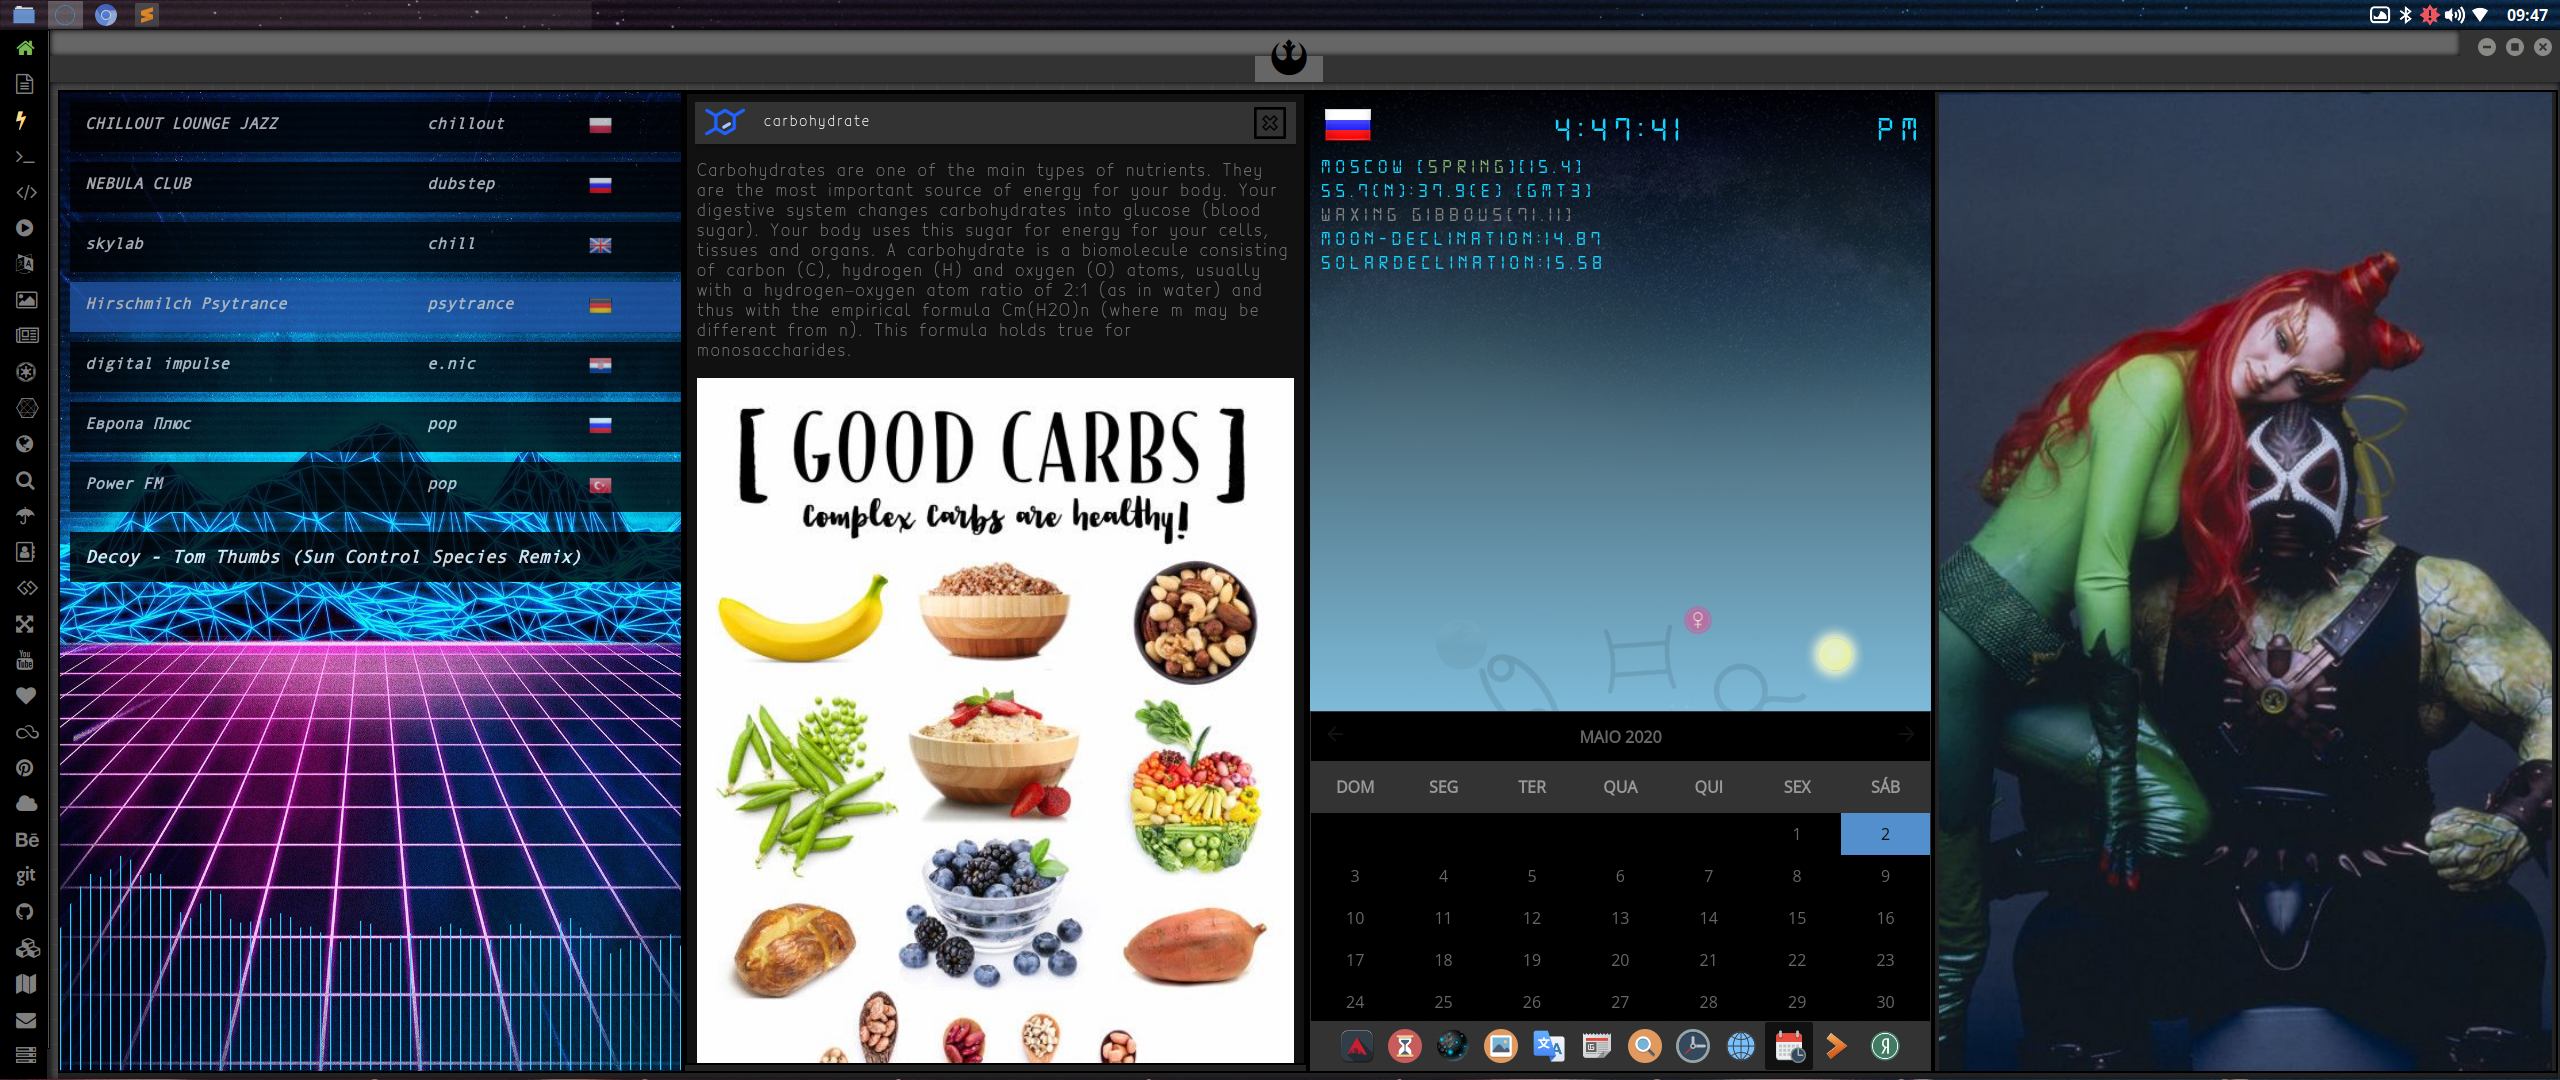 09:47
CHILLOUT LOUNGE JAZZ chillout
NEBULA CLUB dubstep
skylab chill
Hirschmilch Psytrance psytrance
digital impulse e.nic
Европа Плюс pop
Power FM pop
Decoy - Tom Thumbs (Sun Control Species Remix)
You
Tube
Bē
git
carbohydrate
Carbohydrates are one of the main types of nutrients. They
are the most important source of energy for your body. Your
digestive system changes carbohydrates into glucose (blood
sugar). Your body uses this sugar for energy for your cells,
tissues and organs. A carbohydrate is a biomolecule consisting
of carbon (C), hydrogen (H) and oxygen (O) atoms, usually
with a hydrogen–oxygen atom ratio of 2:1 (as in water) and
thus with the empirical formula Cm(H2O)n (where m may be
different from n). This formula holds true for
monosaccharides.
[ GOOD CARBS ]
Complex Carbs are healthy!
4:47:41 PM
MOSCOW [SPRING][15.4]
55.7(N):37.9(E) [GMT3]
WAXING GIBBOUS[71.11]
MOON-DECLINATION:14.87
SOLARDECLINATION:15.58
MAIO 2020
DOM SEG TER QUA QUI SEX SÁB
1 2
3 4 5 6 7 8 9
10 11 12 13 14 15 16
17 18 19 20 21 22 23
24 25 26 27 28 29 30